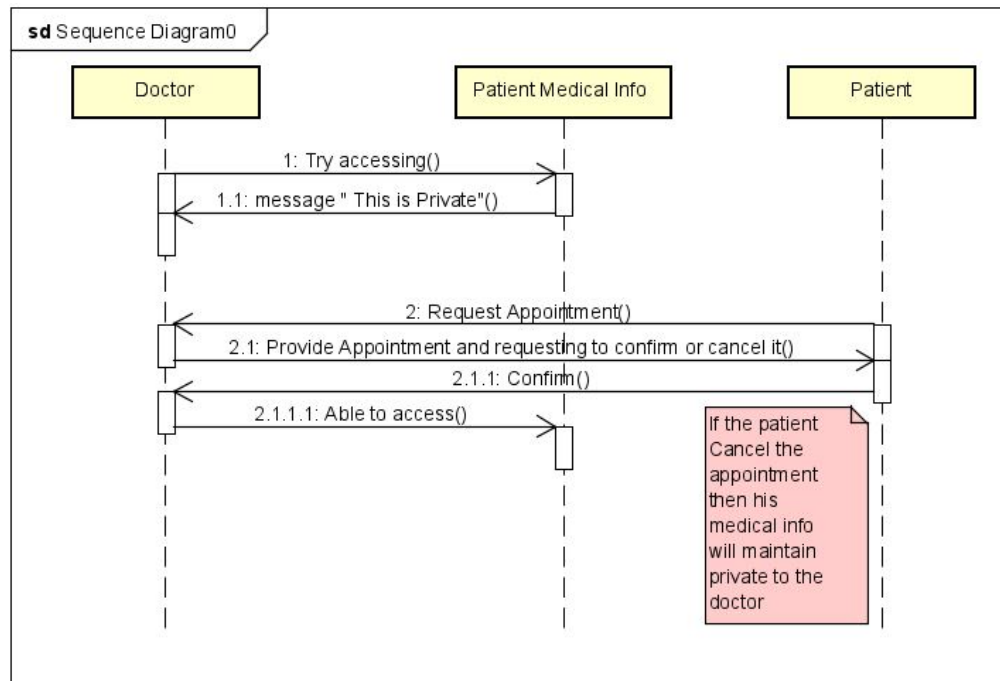 sd Sequence Diagram0
Doctor
Patient Medical Info
Patient
1: Try accessing()
1.1: message " This is Private"()
2: Request Appointment()
2.1: Provide Appointment and requesting to confirm or cancel it()
2.1.1: Confirm()
2.1.1.1: Able to access()
If the patient
Cancel the
appointment
then his
medical info
will maintain
private to the
doctor